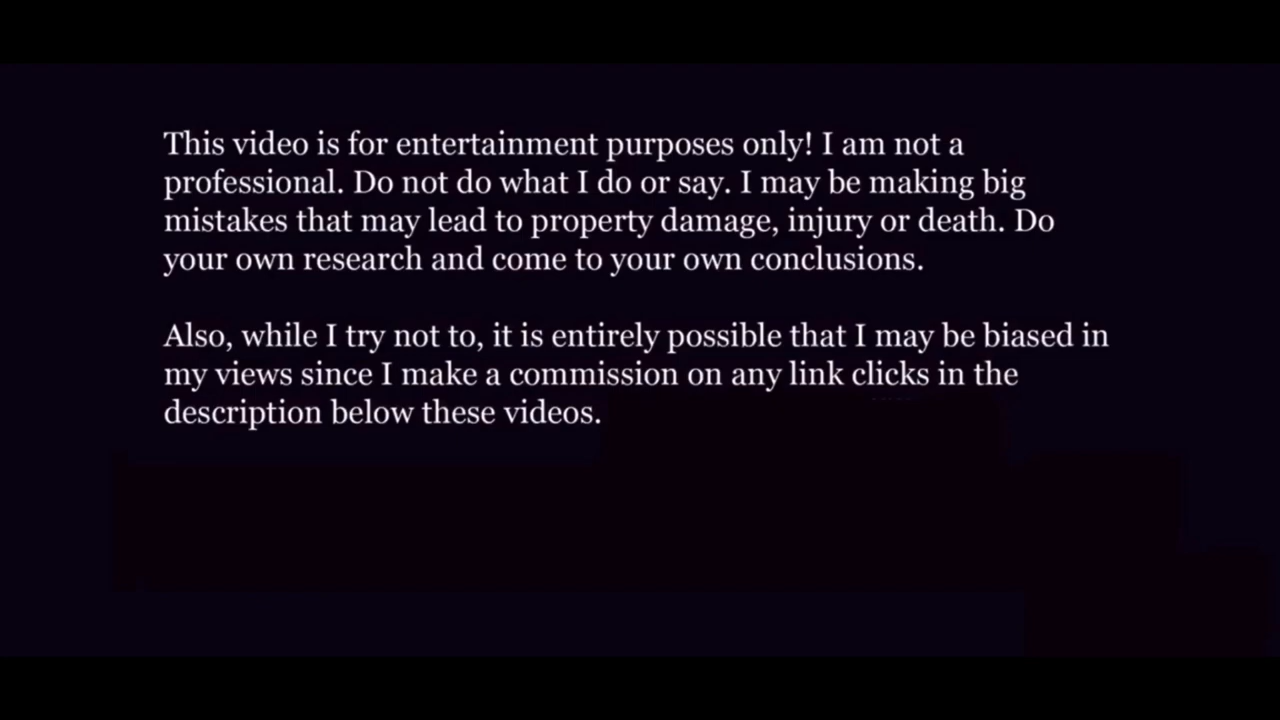 This video is for entertainment purposes only! I am not a
professional. Do not do what I do or say. I may be making big
mistakes that may lead to property damage, injury or death. Do
your own research and come to your own conclusions.
Also, while I try not to, it is entirely possible that I may be biased in
my views since I make a commission on any link clicks in the
description below these videos.